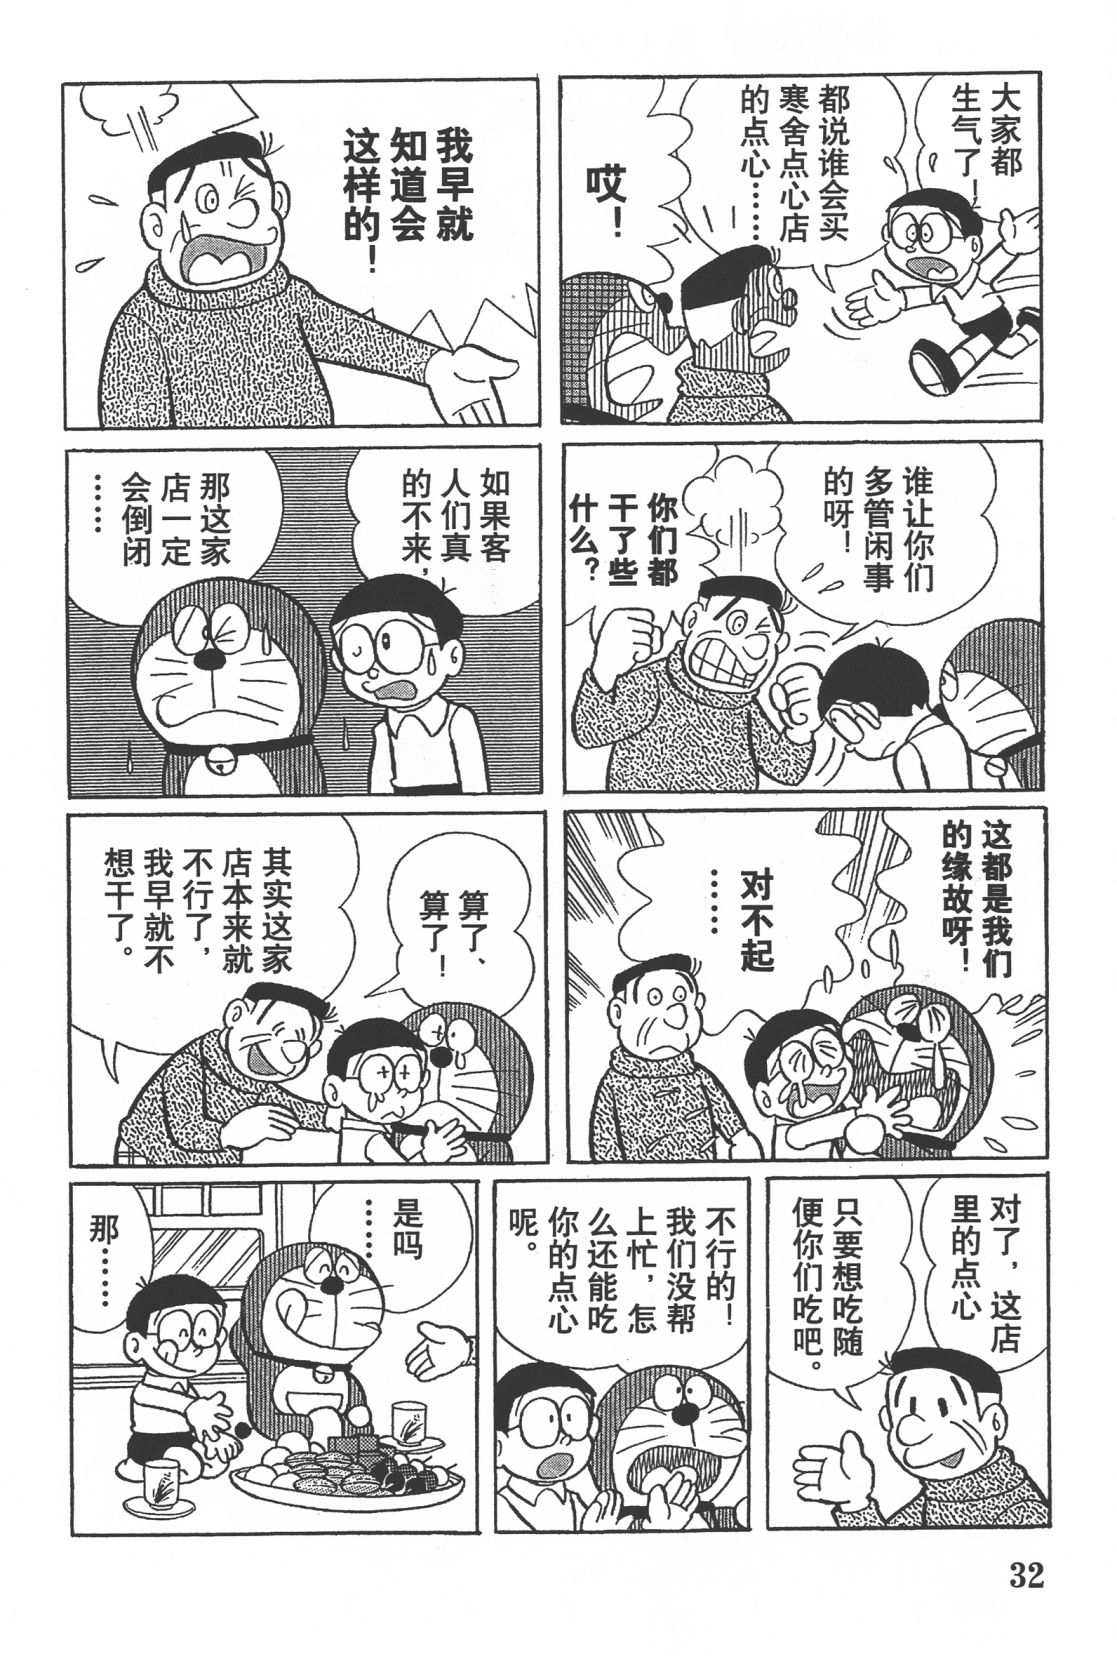 大家都
生气了!
都说谁会买
寒舍点心店
的点心……
哎!
我早就
知道会
这样的!
谁让你们
多管闲事
的呀!
你们都
干了些
什么?
如果客
人们真
的不来,
那这家
店一定
会倒闭
……
这都是我们
的缘故呀!
对不起
……
算了、
算了!
其实这家
店本来就
不行了,
我早就不
想干了。
对了,这店
里的点心
只要想吃随
便你们吃吧。
不行的!
我们没帮
上忙,怎
么还能吃
你的点心
呢。
是吗
……
那……
32